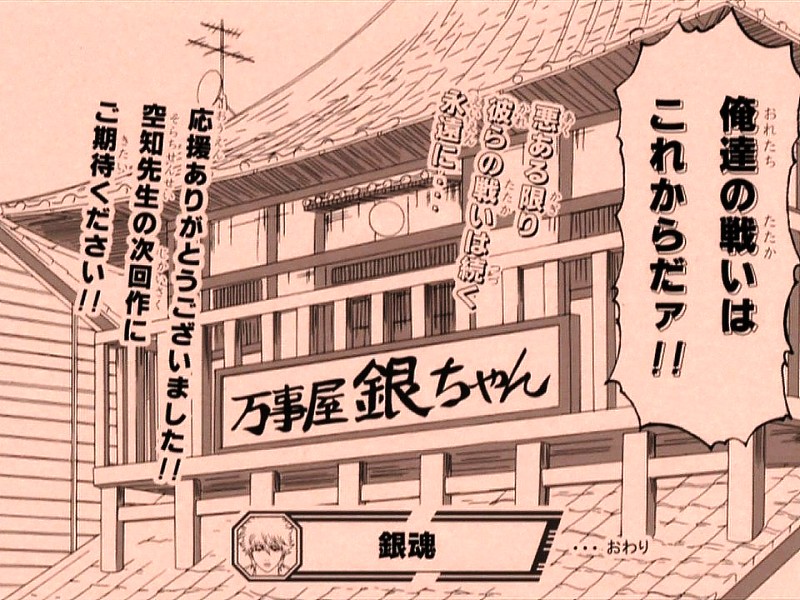 俺達の戦いは
これからだァ!!
悪ある限り
彼らの戦いは続く
永遠に…
応援ありがとうございました!!
空知先生の次回作に
ご期待ください!!
万事屋銀ちゃん
銀魂
…おわり